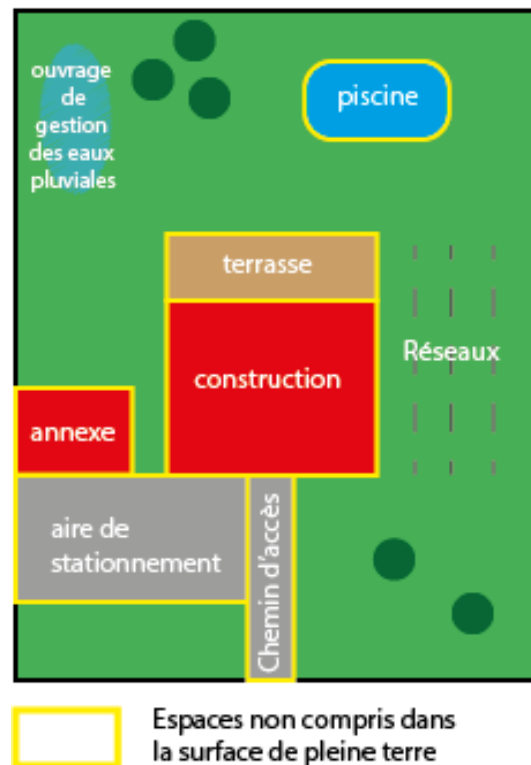 ouvrage
de
gestion
des eaux
pluviales
piscine
terrasse
construction
Réseaux
annexe
aire de
stationnement
Chemin d'accès
Espaces non compris dans
la surface de pleine terre